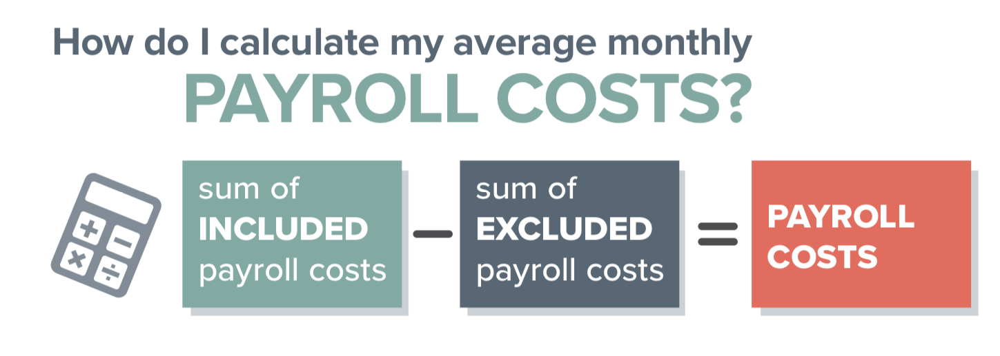 How do I calculate my average monthly
PAYROLL COSTS?
sum of
INCLUDED
payroll costs
–
sum of
EXCLUDED
payroll costs
=
PAYROLL
COSTS